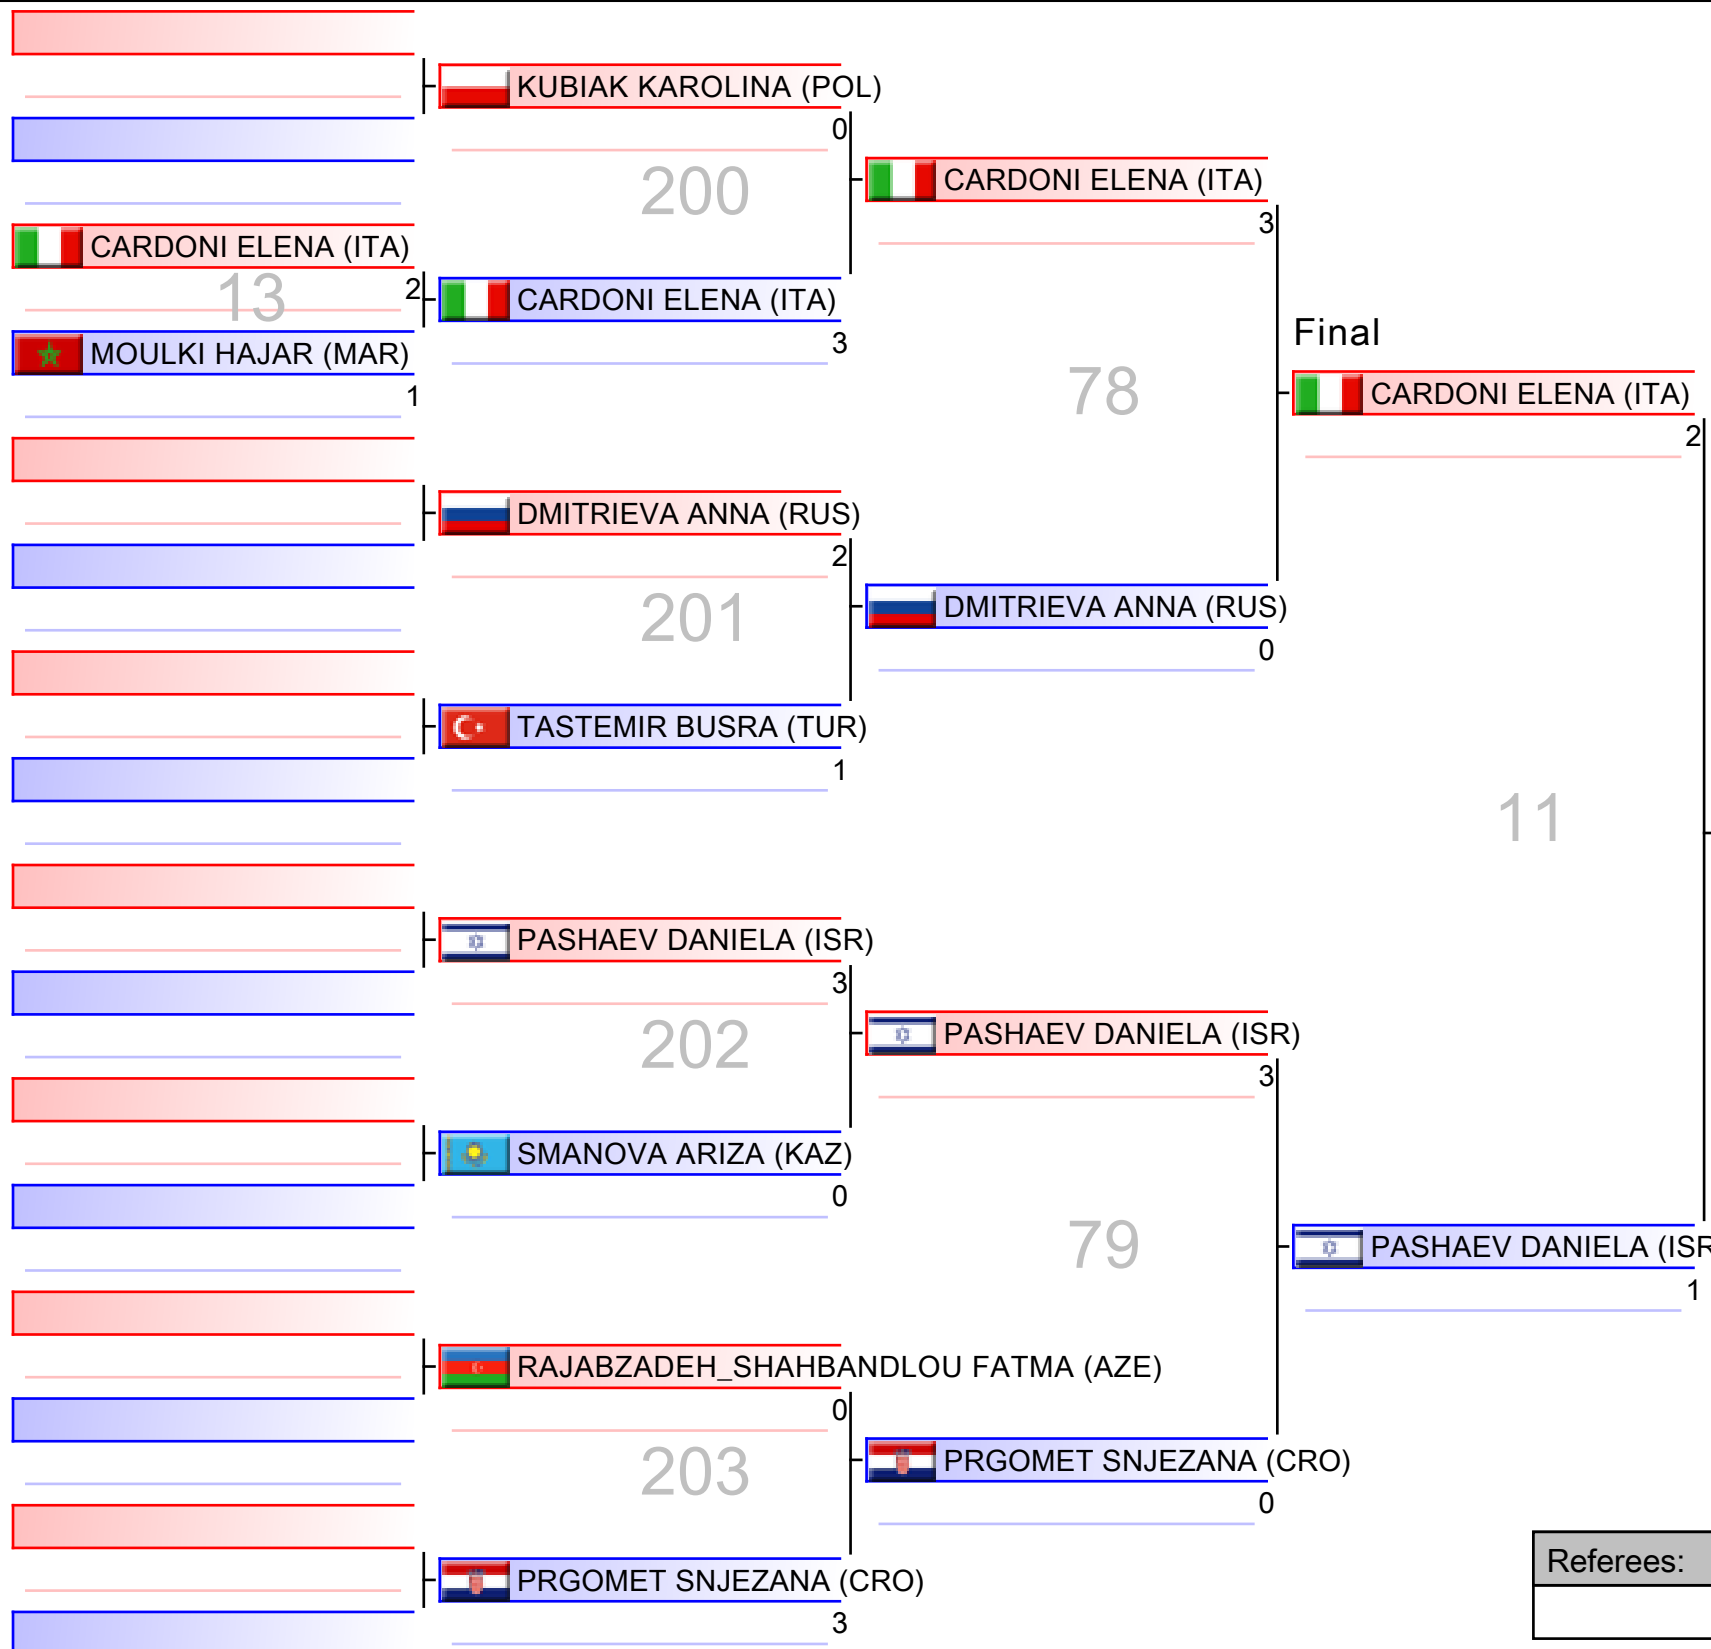 KUBIAK KAROLINA (POL)
0
200
CARDONI ELENA (ITA)
3
CARDONI ELENA (ITA)
2
13
CARDONI ELENA (ITA)
3
MOULKI HAJAR (MAR)
1
78
Final
CARDONI ELENA (ITA)
2
DMITRIEVA ANNA (RUS)
2
201
DMITRIEVA ANNA (RUS)
0
TASTEMIR BUSRA (TUR)
1
11
PASHAEV DANIELA (ISR)
3
202
PASHAEV DANIELA (ISR)
3
SMANOVA ARIZA (KAZ)
0
79
PASHAEV DANIELA (ISR
1
RAJABZADEH_SHAHBANDLOU FATMA (AZE)
0
203
PRGOMET SNJEZANA (CRO)
0
PRGOMET SNJEZANA (CRO)
3
Referees: